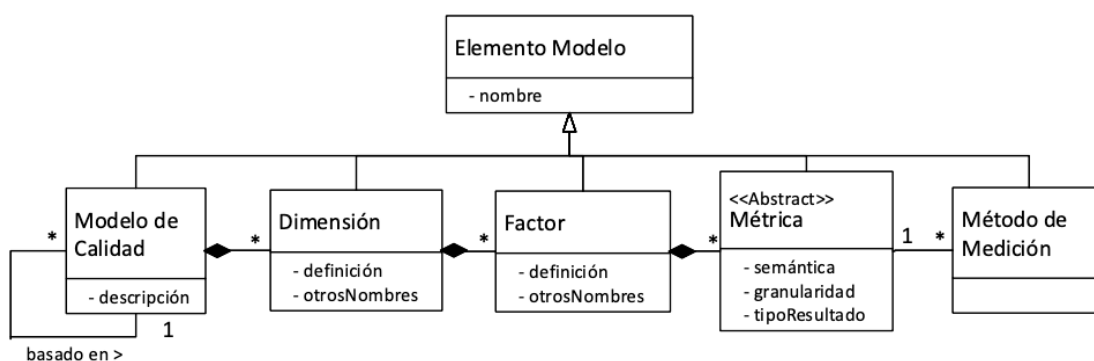 Elemento Modelo
- nombre
Modelo de
Calidad
- descripción
*
1
basado en >
*
Dimensión
- definición
- otrosNombres
*
Factor
- definición
- otrosNombres
*
<<Abstract>>
Métrica
- semántica
- granularidad
- tipoResultado
1
*
Método de
Medición